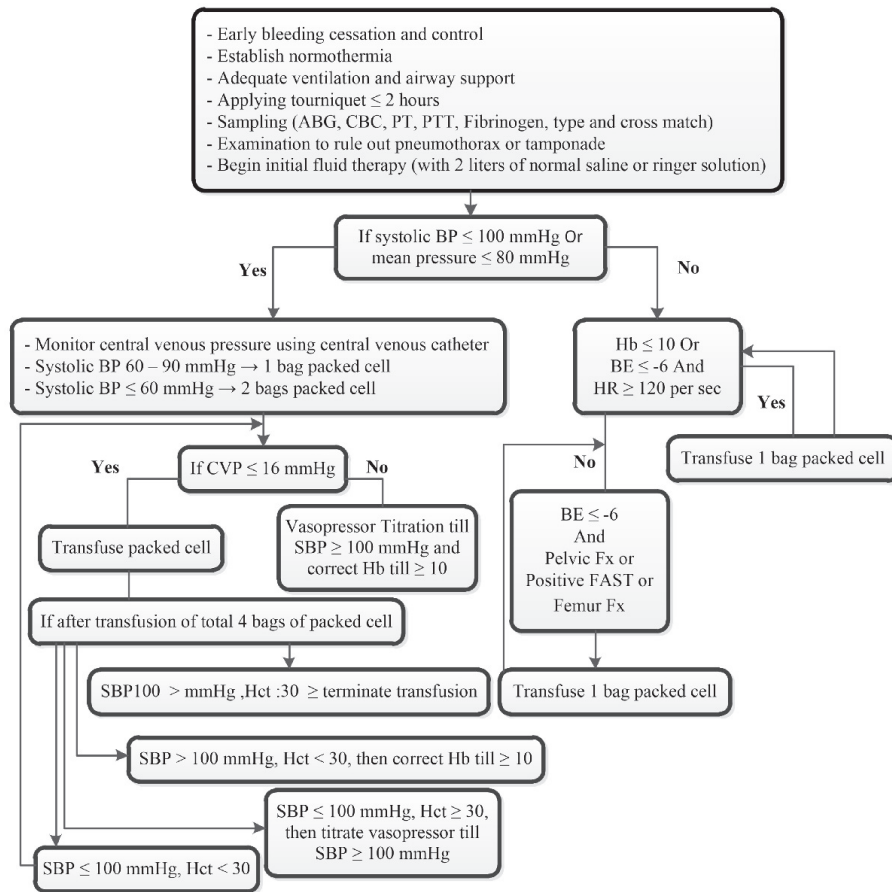 - Early bleeding cessation and control
- Establish normothermia
- Adequate ventilation and airway support
- Applying tourniquet ≤ 2 hours
- Sampling (ABG, CBC, PT, PTT, Fibrinogen, type and cross match)
- Examination to rule out pneumothorax or tamponade
- Begin initial fluid therapy (with 2 liters of normal saline or ringer solution)
If systolic BP ≤ 100 mmHg Or
mean pressure ≤ 80 mmHg
Yes
No
- Monitor central venous pressure using central venous catheter
- Systolic BP 60 – 90 mmHg → 1 bag packed cell
- Systolic BP ≤ 60 mmHg → 2 bags packed cell
Hb ≤ 10 Or
BE ≤ -6 And
HR ≥ 120 per sec
Yes
No
Transfuse 1 bag packed cell
Yes
If CVP ≤ 16 mmHg
No
Transfuse packed cell
Vasopressor Titration till
SBP ≥ 100 mmHg and
correct Hb till ≥ 10
BE ≤ -6
And
Pelvic Fx or
Positive FAST or
Femur Fx
If after transfusion of total 4 bags of packed cell
SBP100 > mmHg ,Hct :30 ≥ terminate transfusion
Transfuse 1 bag packed cell
SBP > 100 mmHg, Hct < 30, then correct Hb till ≥ 10
SBP ≤ 100 mmHg, Hct ≥ 30,
then titrate vasopressor till
SBP ≥ 100 mmHg
SBP ≤ 100 mmHg, Hct < 30